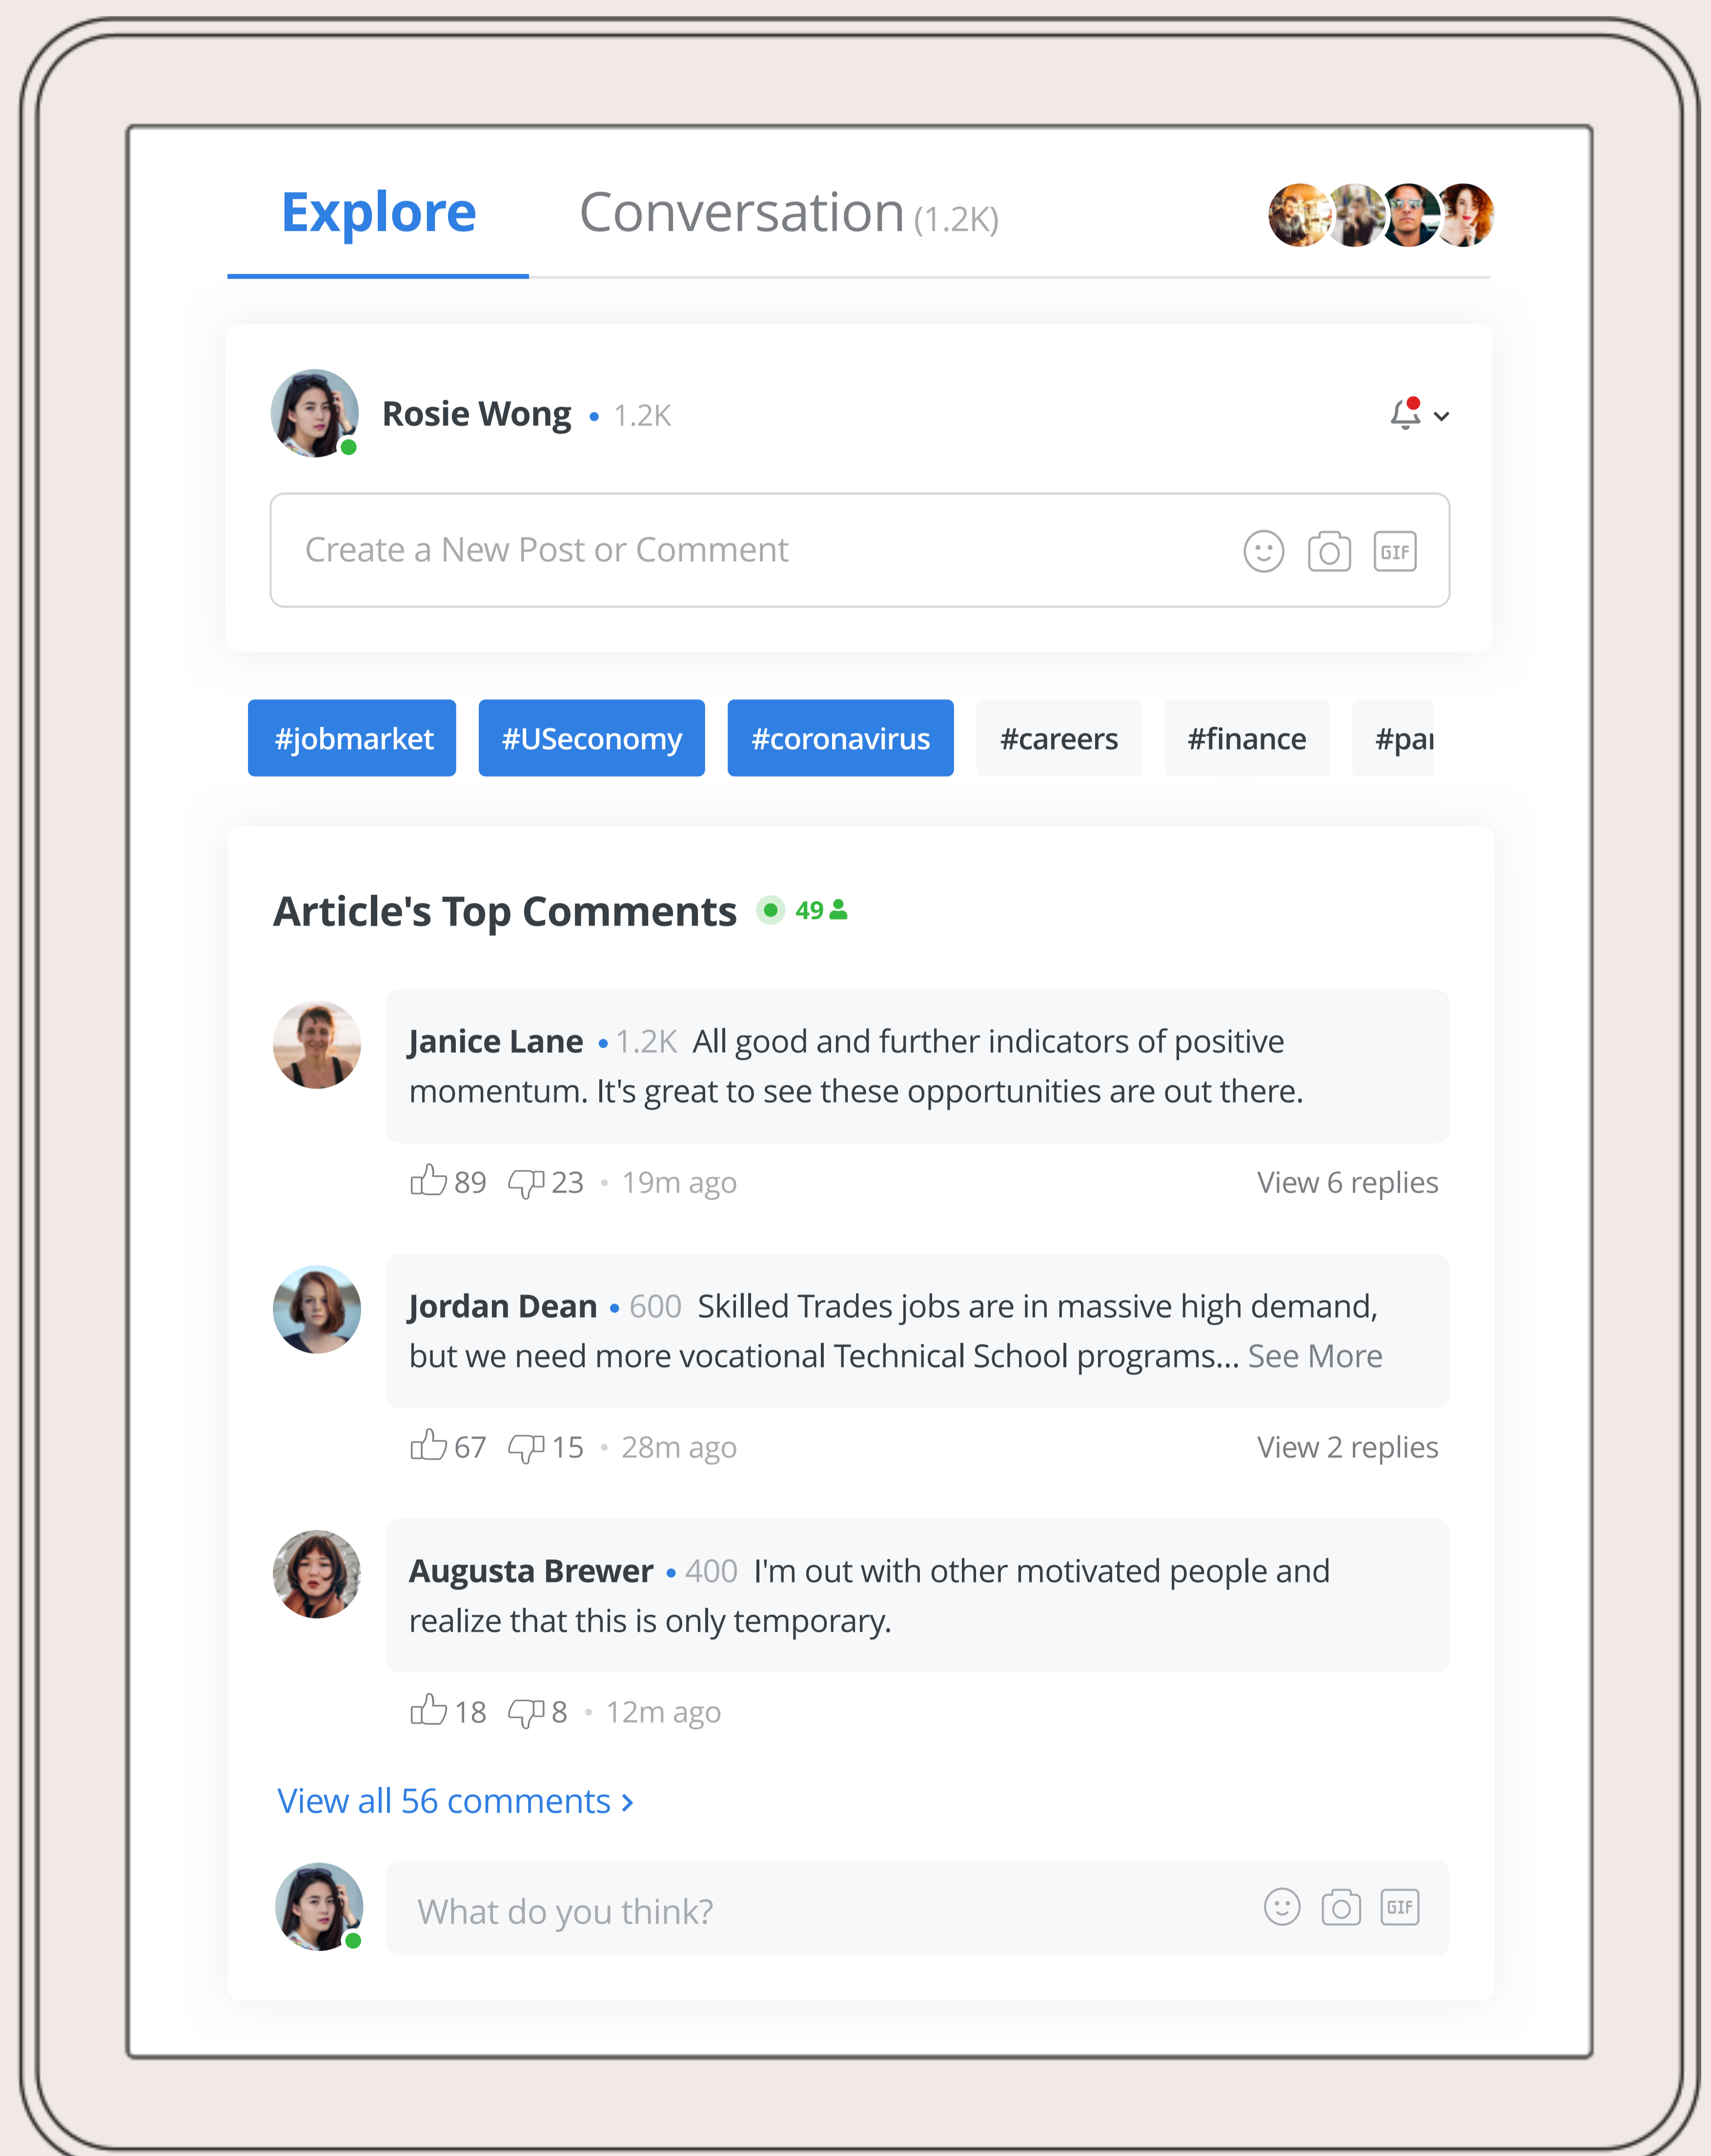 Explore Conversation (1.2K)
Rosie Wong • 1.2K
Create a New Post or Comment GIF
#jobmarket #USeconomy #coronavirus #careers #finance
Article's Top Comments 49
Janice Lane • 1.2K All good and further indicators of positive
momentum. It's great to see these opportunities are out there.
89 23 • 19m ago View 6 replies
Jordan Dean • 600 Skilled Trades jobs are in massive high demand,
but we need more vocational Technical School programs... See More
67 15 • 28m ago View 2 replies
Augusta Brewer • 400 I'm out with other motivated people and
realize that this is only temporary.
18 8 • 12m ago
View all 56 comments >
What do you think? GIF